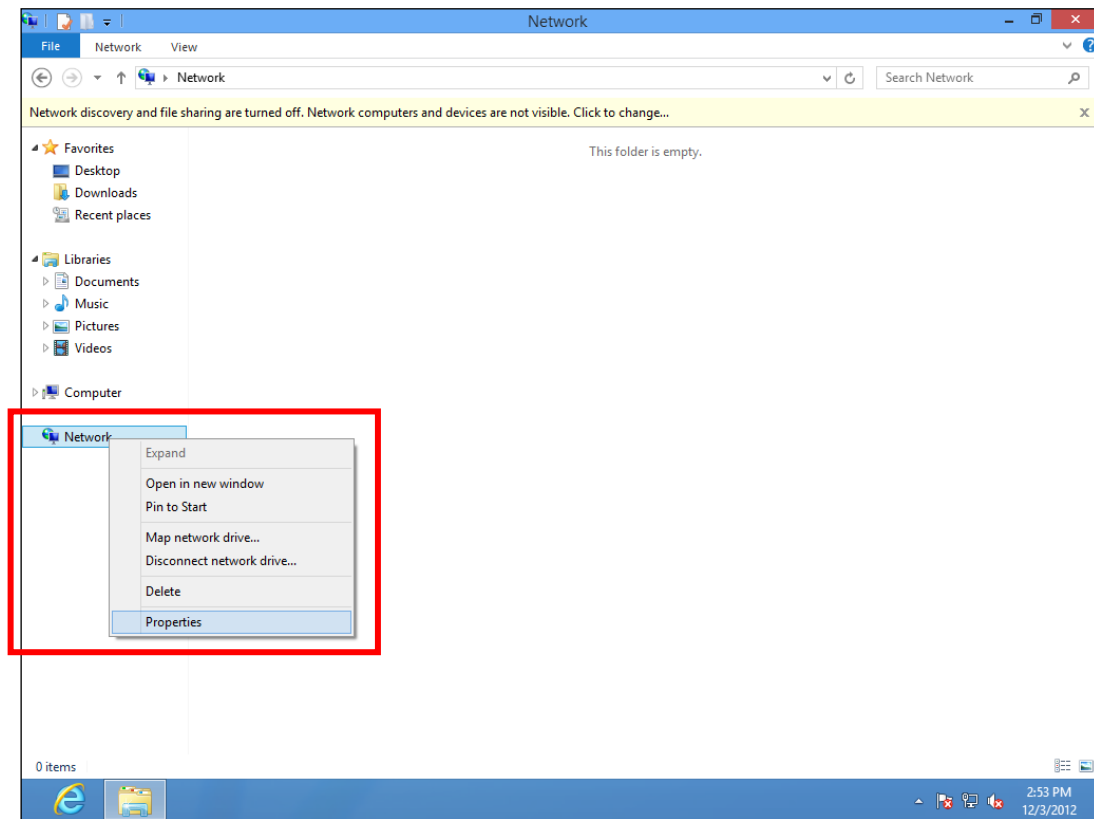 Network
File Network View
Network
Search Network
Network discovery and file sharing are turned off. Network computers and devices are not visible. Click to change...
This folder is empty.
Favorites
Desktop
Downloads
Recent places
Libraries
Documents
Music
Pictures
Videos
Computer
Network
Expand
Open in new window
Pin to Start
Map network drive...
Disconnect network drive...
Delete
Properties
0 items
2:53 PM
12/3/2012